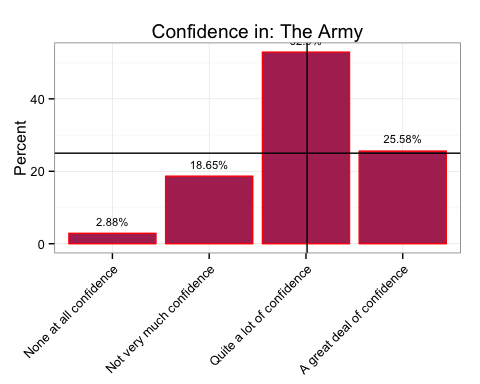 Confidence in: The Army
Percent
40
20
0
2.88%
18.65%
25.58%
None at all confidence
Not very much confidence
Quite a lot of confidence
A great deal of confidence